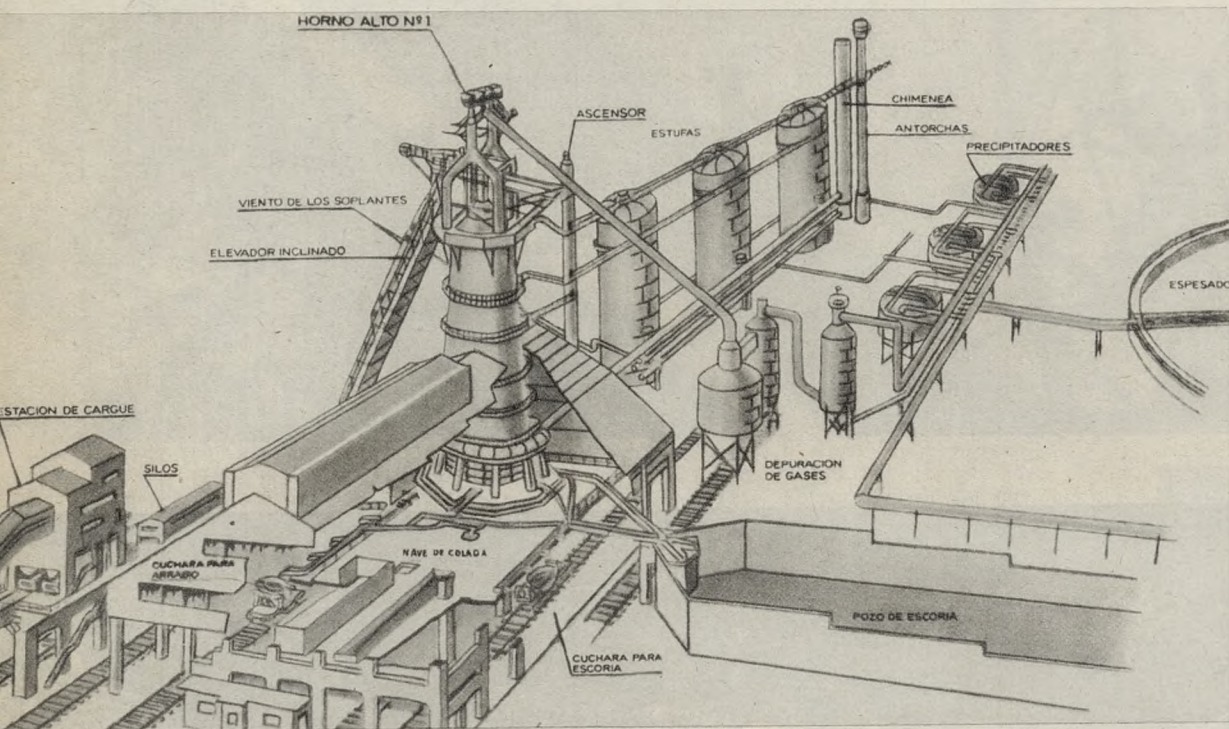 HORNO ALTO Nº1
ASCENSOR
ESTUFAS
CHIMENEA
ANTORCHAS
PRECIPITADORES
VIENTO DE LOS SOPLANTES
ELEVADOR INCLINADO
ESPESADO
ESTACION DE CARGUE
SILOS
DEPURACION
DE GASES
NAVE DE COLADA
CUCHARA PARA
ARRABIO
POZO DE ESCORIA
CUCHARA PARA
ESCORIA